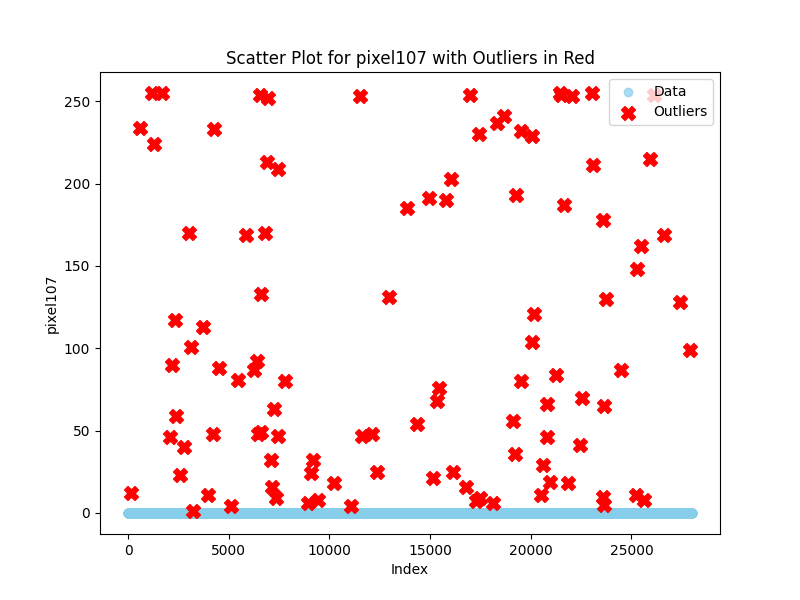 Scatter Plot for pixel107 with Outliers in Red
Data
Outliers
250
200
150
100
50
0
pixel107
0
5000
10000
15000
20000
25000
Index